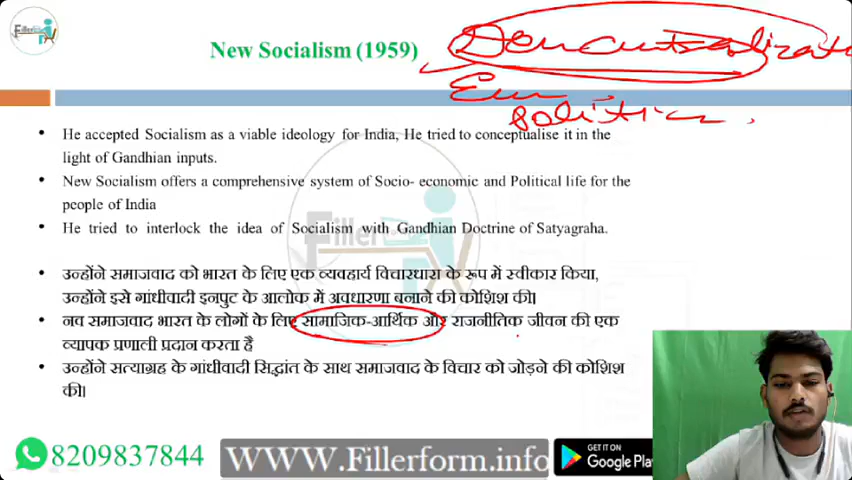 Fillerform
New Socialism (1959)
Decentralization
Eco
Politica
He accepted Socialism as a viable ideology for India, He tried to conceptualise it in the
light of Gandhian inputs.
New Socialism offers a comprehensive system of Socio- economic and Political life for the
people of India
He tried to interlock the idea of Socialism with Gandhian Doctrine of Satyagraha.
उन्होंने समाजवाद को भारत के लिए एक व्यवहार्य विचारधारा के रूप में स्वीकार किया,
उन्होंने इसे गांधीवादी इनपुट के आलोक में अवधारणा बनाने की कोशिश की।
नव समाजवाद भारत के लोगों के लिए सामाजिक-आर्थिक और राजनीतिक जीवन की एक
व्यापक प्रणाली प्रदान करता है
उन्होंने सत्याग्रह के गांधीवादी सिद्धांत के साथ समाजवाद के विचार को जोड़ने की कोशिश
की।
8209837844
WWW.Fillerform.info
GET IT ON
Google Pla